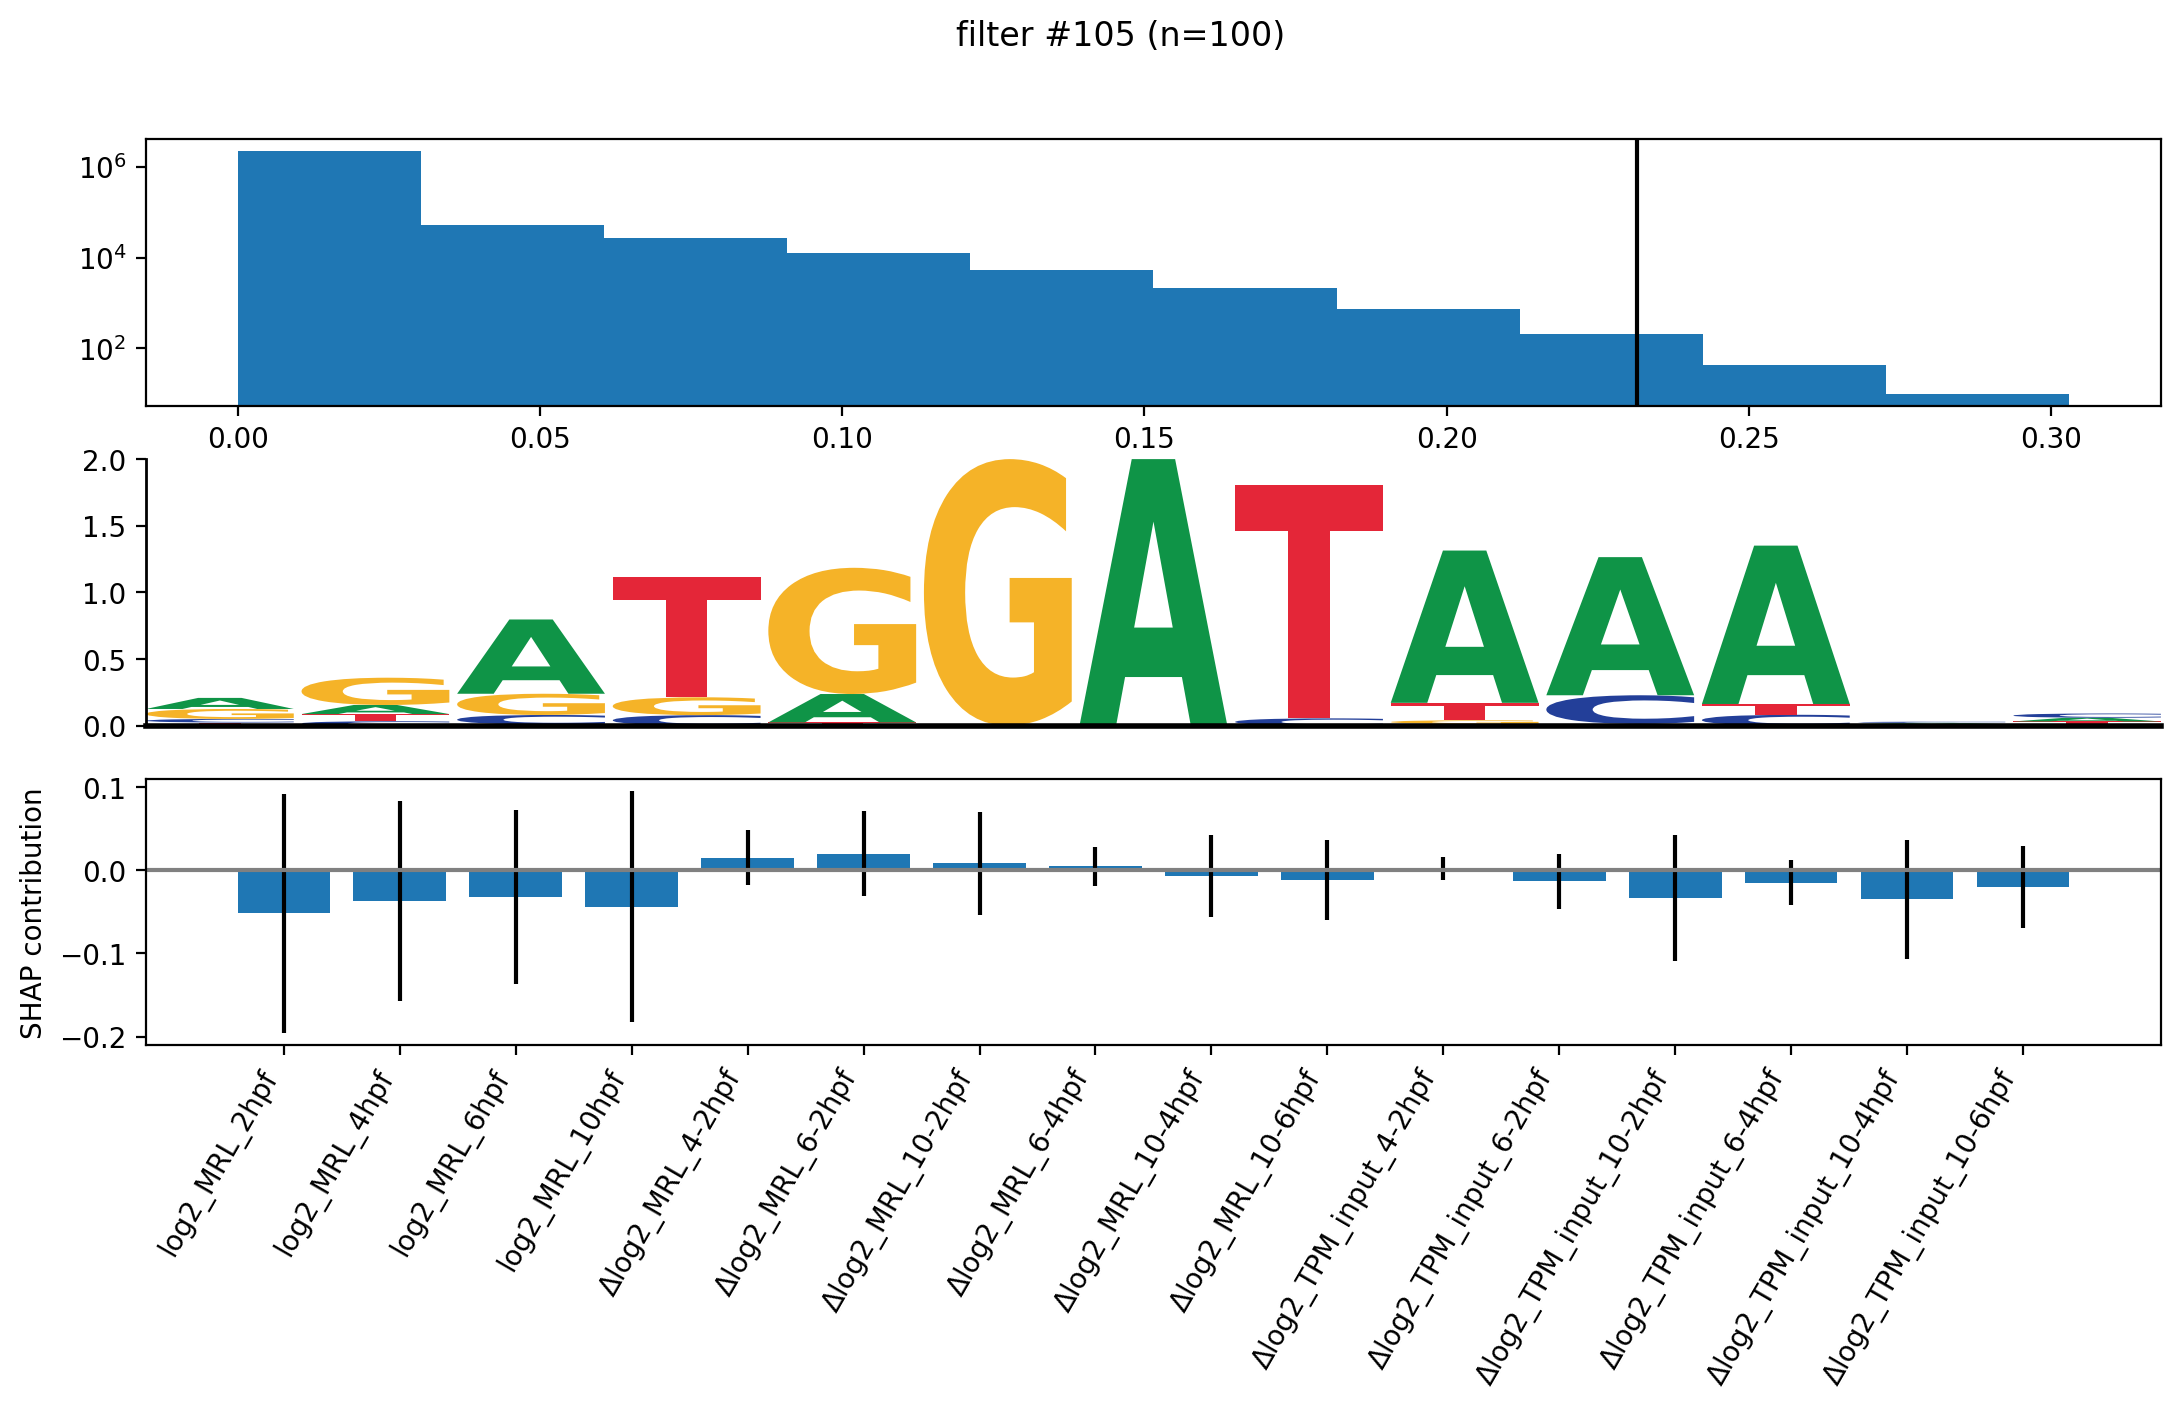 filter #105 (n=100)
10⁶
10⁴
10²
0.00 0.05 0.10 0.15 0.20 0.25 0.30
2.0
1.5
1.0
0.5
0.0
A G A T G G A T A A A
SHAP contribution
0.1
0.0
−0.1
−0.2
log2_MRL_2hpf
log2_MRL_4hpf
log2_MRL_6hpf
log2_MRL_10hpf
Δlog2_MRL_4-2hpf
Δlog2_MRL_6-2hpf
Δlog2_MRL_10-2hpf
Δlog2_MRL_6-4hpf
Δlog2_MRL_10-4hpf
Δlog2_MRL_10-6hpf
Δlog2_TPM_input_4-2hpf
Δlog2_TPM_input_6-2hpf
Δlog2_TPM_input_10-2hpf
Δlog2_TPM_input_6-4hpf
Δlog2_TPM_input_10-4hpf
Δlog2_TPM_input_10-6hpf